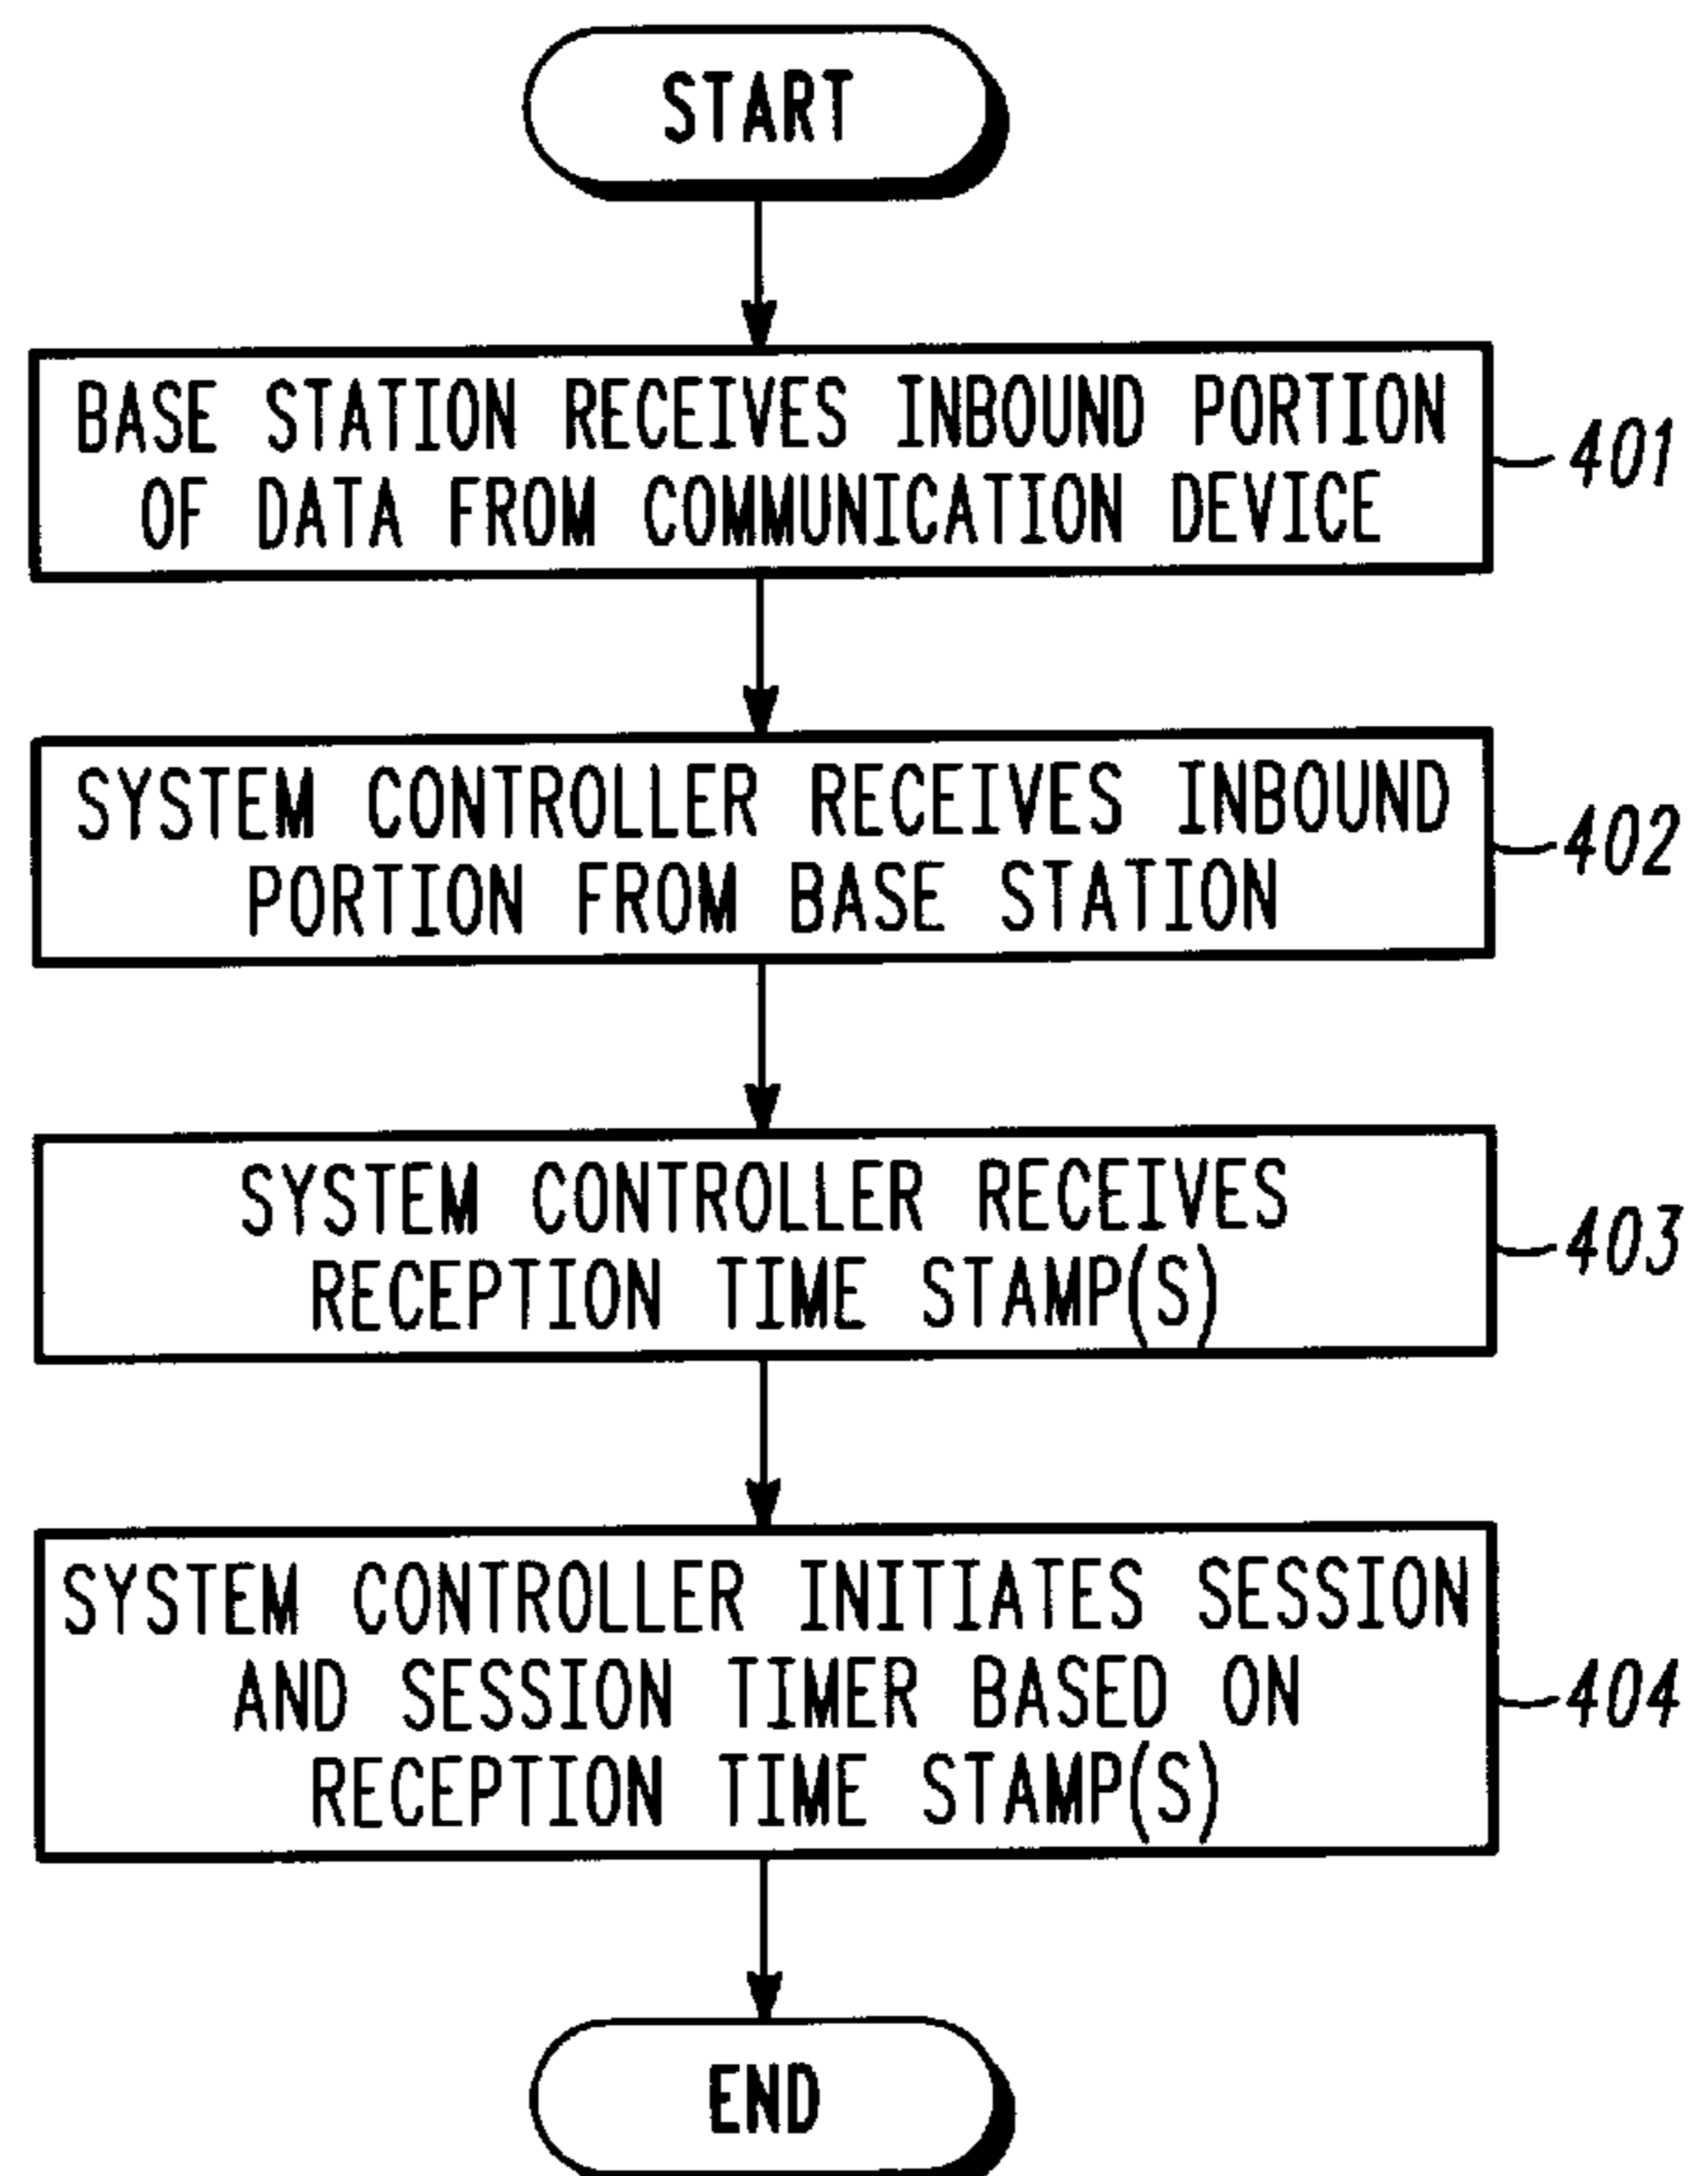 START
BASE STATION RECEIVES INBOUND PORTION
OF DATA FROM COMMUNICATION DEVICE
401
SYSTEM CONTROLLER RECEIVES INBOUND
PORTION FROM BASE STATION
402
SYSTEM CONTROLLER RECEIVES
RECEPTION TIME STAMP(S)
403
SYSTEM CONTROLLER INITIATES SESSION
AND SESSION TIMER BASED ON
RECEPTION TIME STAMP(S)
404
END